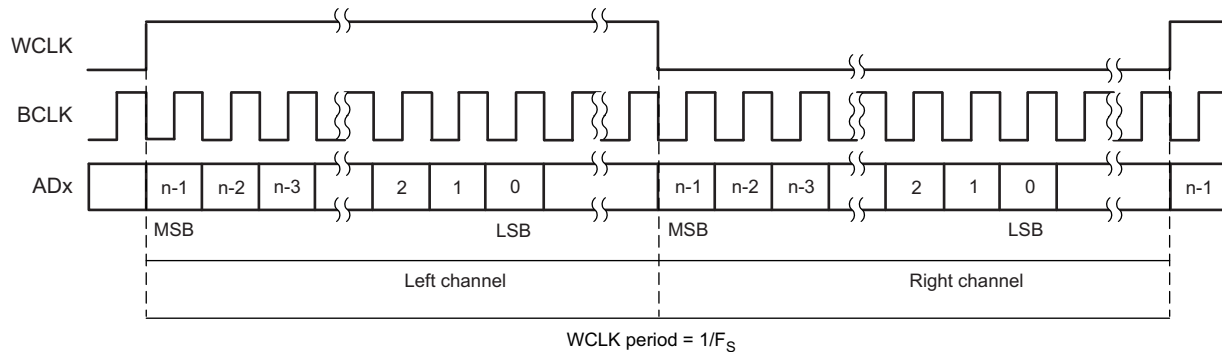 WCLK
BCLK
ADx n-1 n-2 n-3 2 1 0 n-1 n-2 n-3 2 1 0 n-1
MSB LSB MSB LSB
Left channel Right channel
WCLK period = 1/FS